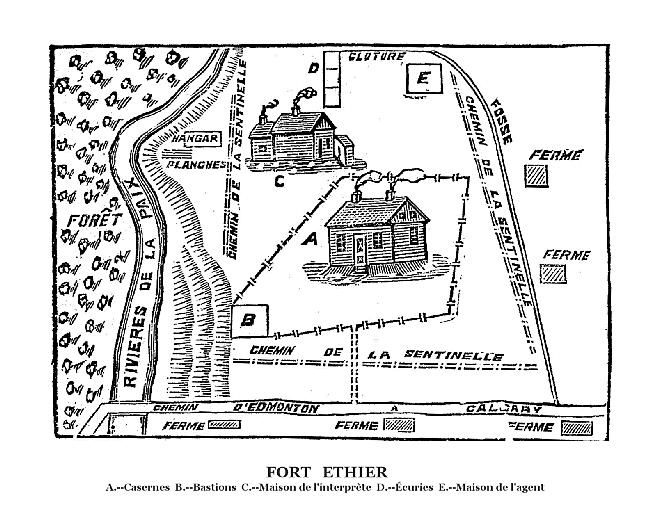 CLOTURE
D
E
FOSSE
CHEMIN DE LA SENTINELLE
CHEMIN DE LA SENTINELLE
HANGAR
PLANCHES
C
FERME
FORÊT
RIVIERES DE LA PAIX
A
FERME
B
CHEMIN DE LA SENTINELLE
CHEMIN D'EDMONTON A CALGARY
FERME FERME FERME
FORT ETHIER
A.--Casernes B.--Bastions C.--Maison de l'interprète D.--Écuries E.--Maison de l'agent